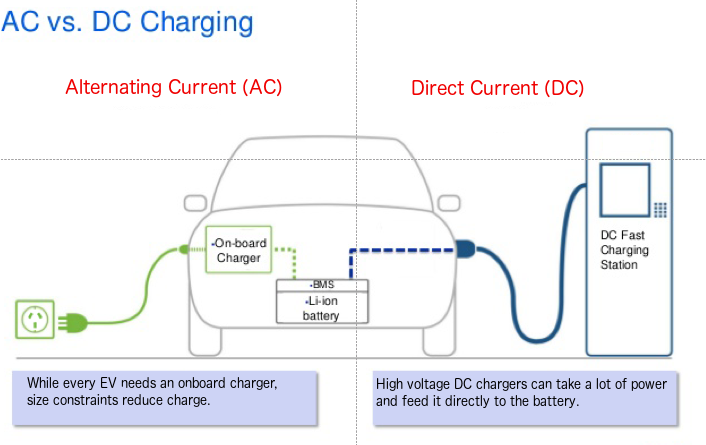 AC vs. DC Charging
Alternating Current (AC)
Direct Current (DC)
•On-board
Charger
•BMS
•Li-ion
battery
DC Fast
Charging
Station
While every EV needs an onboard charger,
size constraints reduce charge.
High voltage DC chargers can take a lot of power
and feed it directly to the battery.